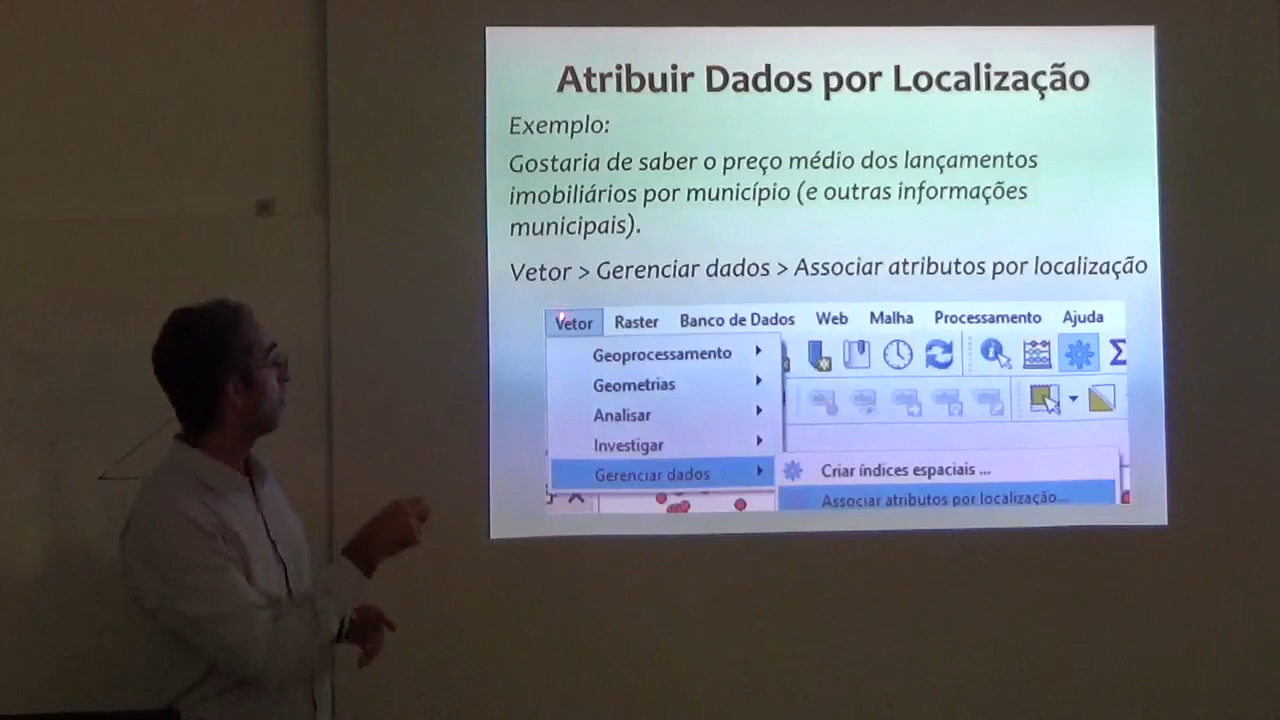 Atribuir Dados por Localização
Exemplo:
Gostaria de saber o preço médio dos lançamentos
imobiliários por município (e outras informações
municipais).
Vetor > Gerenciar dados > Associar atributos por localização
Vetor Raster Banco de Dados Web Malha Processamento Ajuda
Geoprocessamento
Geometrias
Analisar
Investigar
Gerenciar dados
Criar índices espaciais ...
Associar atributos por localização...